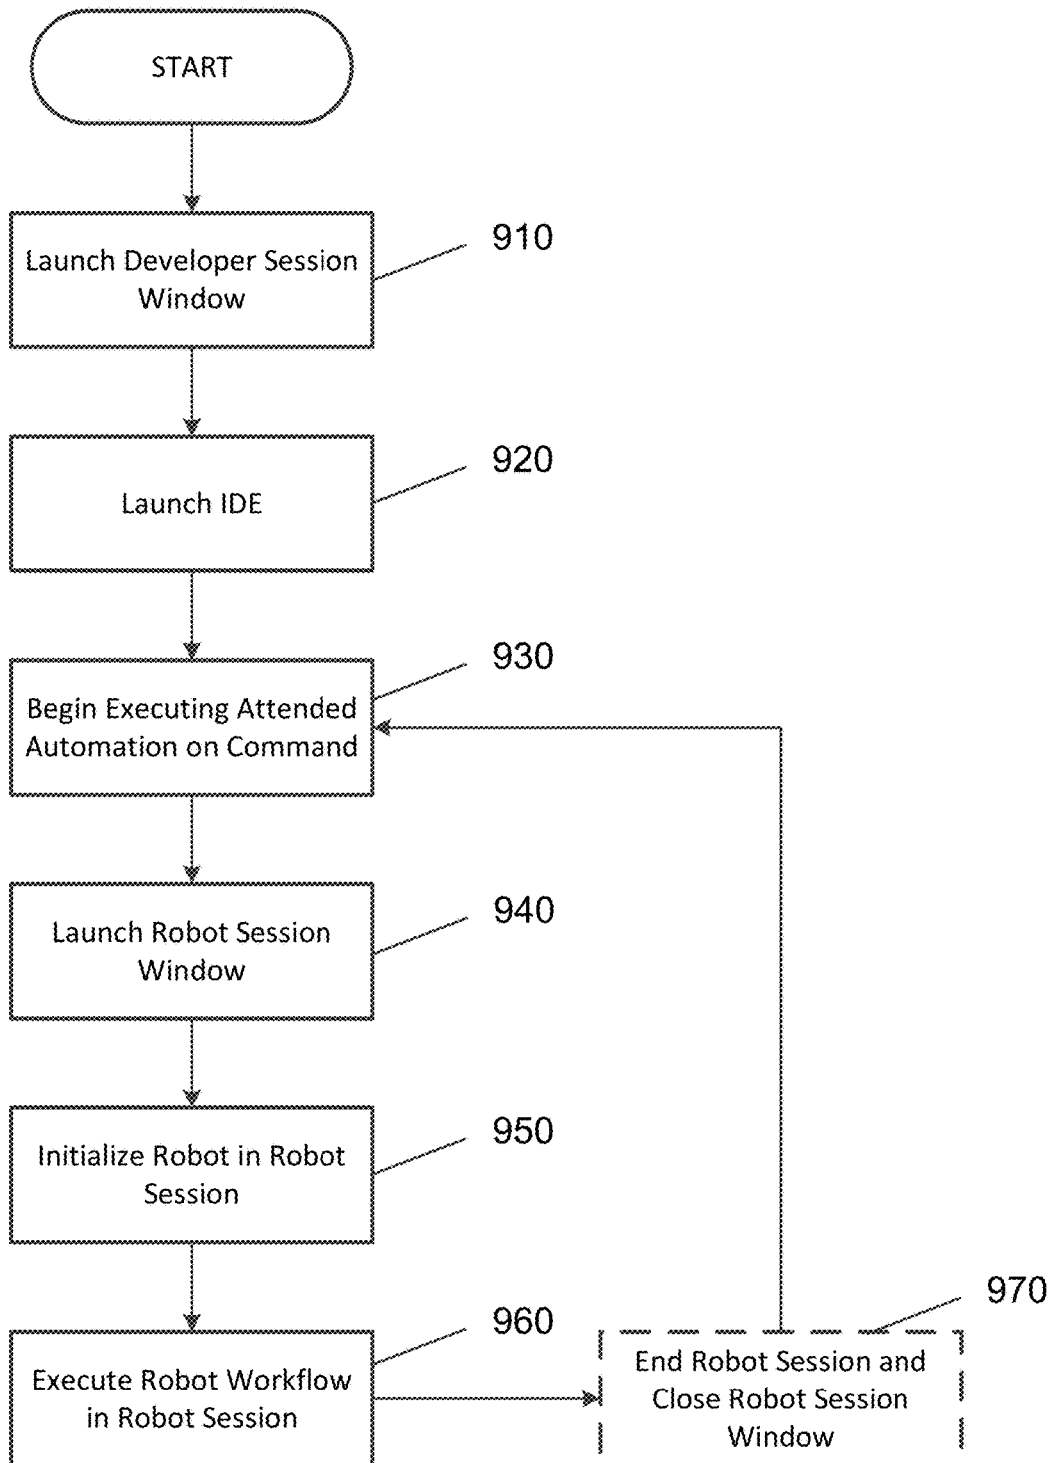 START
Launch Developer Session
Window
910
Launch IDE
920
Begin Executing Attended
Automation on Command
930
Launch Robot Session
Window
940
Initialize Robot in Robot
Session
950
Execute Robot Workflow
in Robot Session
960
End Robot Session and
Close Robot Session
Window
970